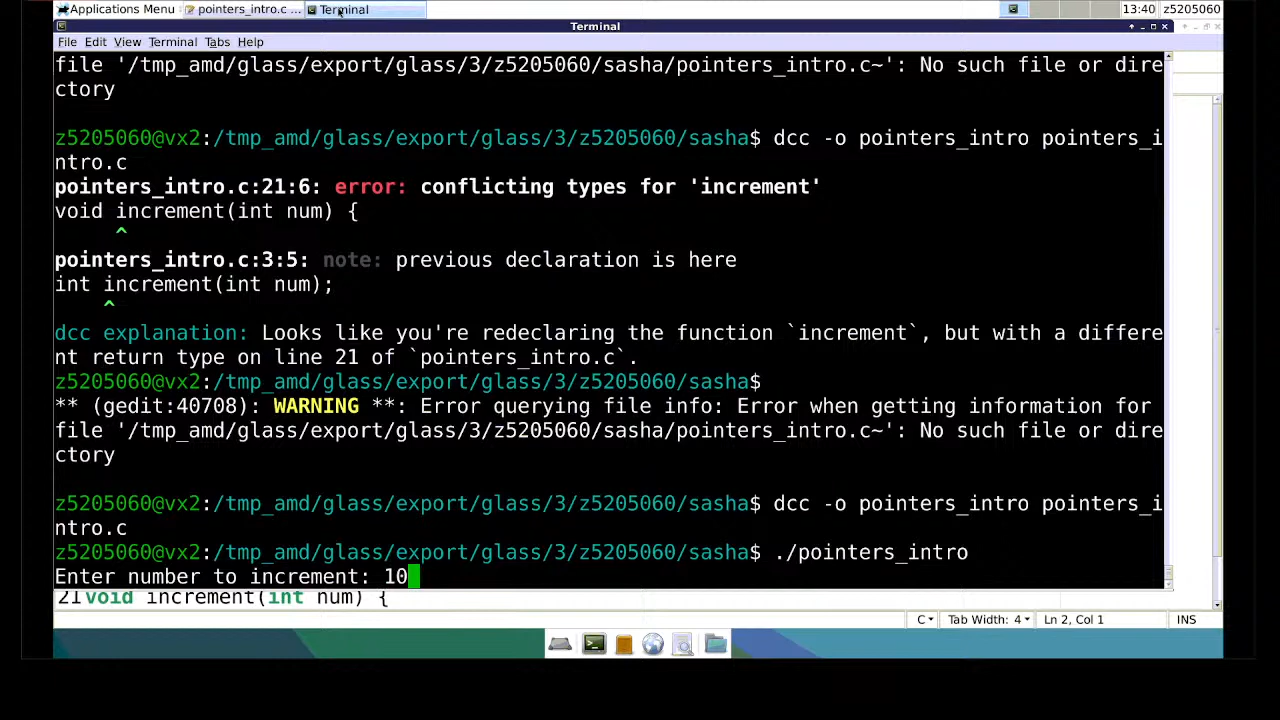 Applications Menu
pointers_intro.c ...
Terminal
13:40
z5205060
Terminal
File Edit View Terminal Tabs Help
file '/tmp_amd/glass/export/glass/3/z5205060/sasha/pointers_intro.c~': No such file or dire
ctory
z5205060@vx2:/tmp_amd/glass/export/glass/3/z5205060/sasha$ dcc -o pointers_intro pointers_i
ntro.c
pointers_intro.c:21:6: error: conflicting types for 'increment'
void increment(int num) {
^
pointers_intro.c:3:5: note: previous declaration is here
int increment(int num);
^
dcc explanation: Looks like you're redeclaring the function `increment`, but with a differe
nt return type on line 21 of `pointers_intro.c`.
z5205060@vx2:/tmp_amd/glass/export/glass/3/z5205060/sasha$
** (gedit:40708): WARNING **: Error querying file info: Error when getting information for
file '/tmp_amd/glass/export/glass/3/z5205060/sasha/pointers_intro.c~': No such file or dire
ctory
z5205060@vx2:/tmp_amd/glass/export/glass/3/z5205060/sasha$ dcc -o pointers_intro pointers_i
ntro.c
z5205060@vx2:/tmp_amd/glass/export/glass/3/z5205060/sasha$ ./pointers_intro
Enter number to increment: 10
21 void increment(int num) {
C Tab Width: 4 Ln 2, Col 1 INS